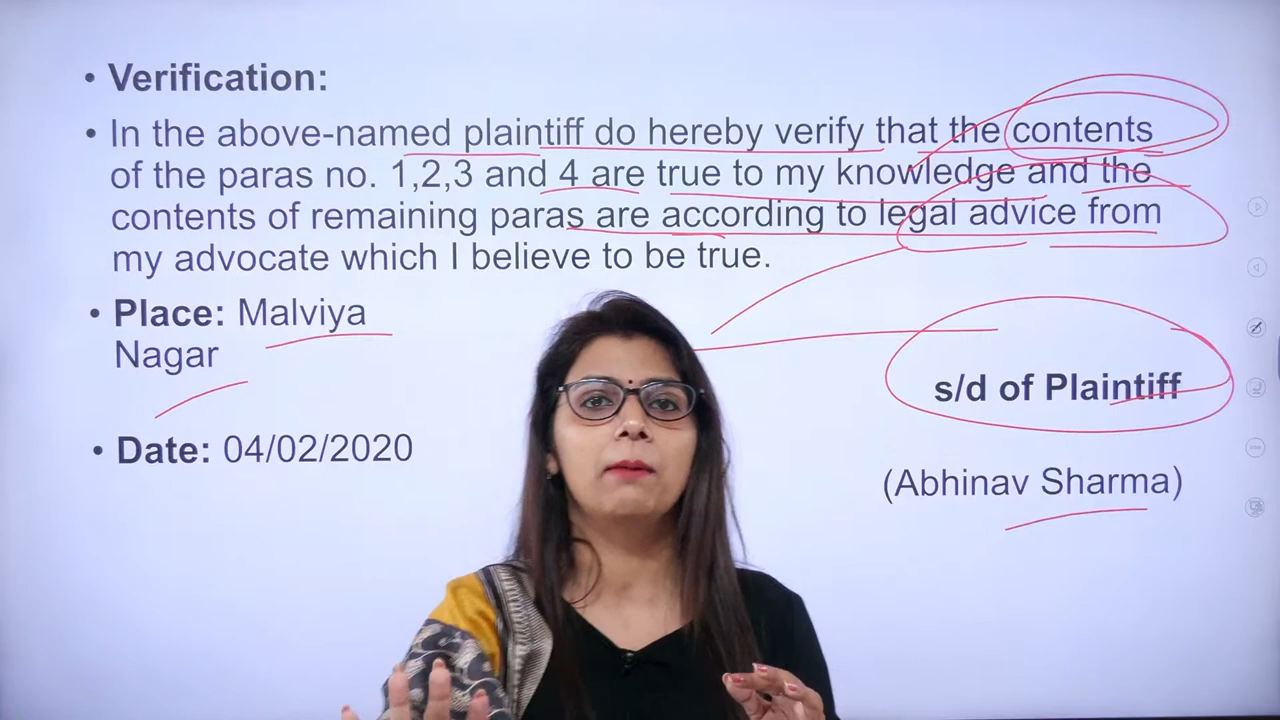 • Verification:
• In the above-named plaintiff do hereby verify that the contents
of the paras no. 1,2,3 and 4 are true to my knowledge and the
contents of remaining paras are according to legal advice from
my advocate which I believe to be true.
• Place: Malviya
Nagar
s/d of Plaintiff
• Date: 04/02/2020
(Abhinav Sharma)